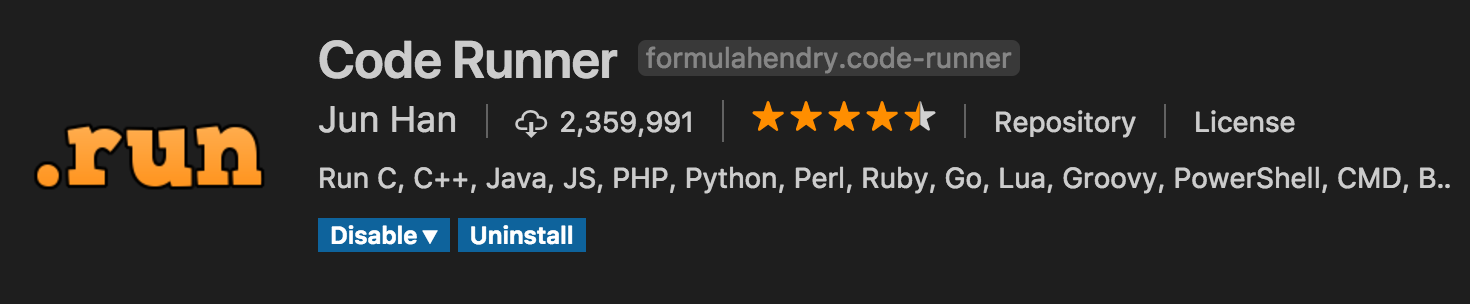 .run
Code Runner formulahendry.code-runner
Jun Han 2,359,991 Repository License
Run C, C++, Java, JS, PHP, Python, Perl, Ruby, Go, Lua, Groovy, PowerShell, CMD, B..
Disable Uninstall